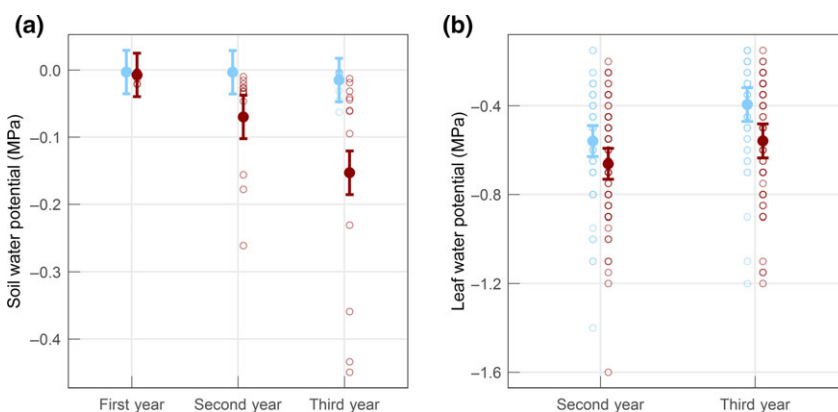 (a)
Soil water potential (MPa)
0.0
–0.1
–0.2
–0.3
–0.4
First year
Second year
Third year
(b)
Leaf water potential (MPa)
–0.4
–0.8
–1.2
–1.6
Second year
Third year